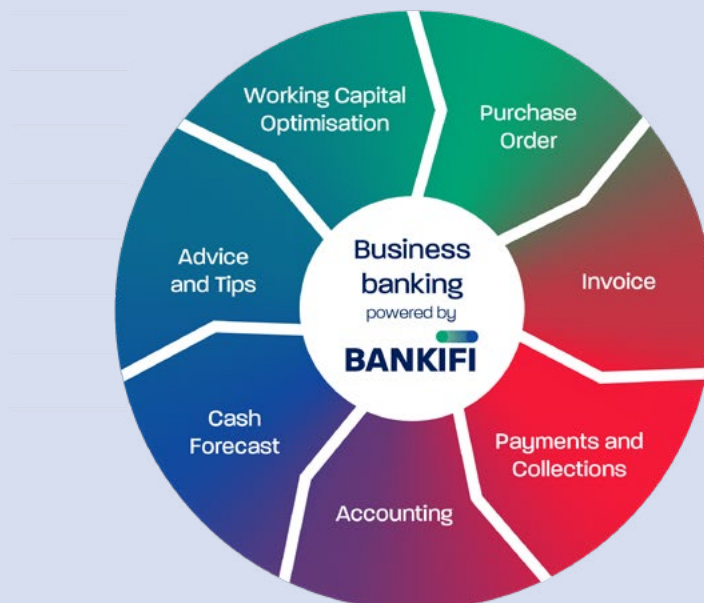 Working Capital
Optimisation
Purchase
Order
Advice
and Tips
Business
banking
powered by
BANKIFI
Invoice
Cash
Forecast
Payments and
Collections
Accounting